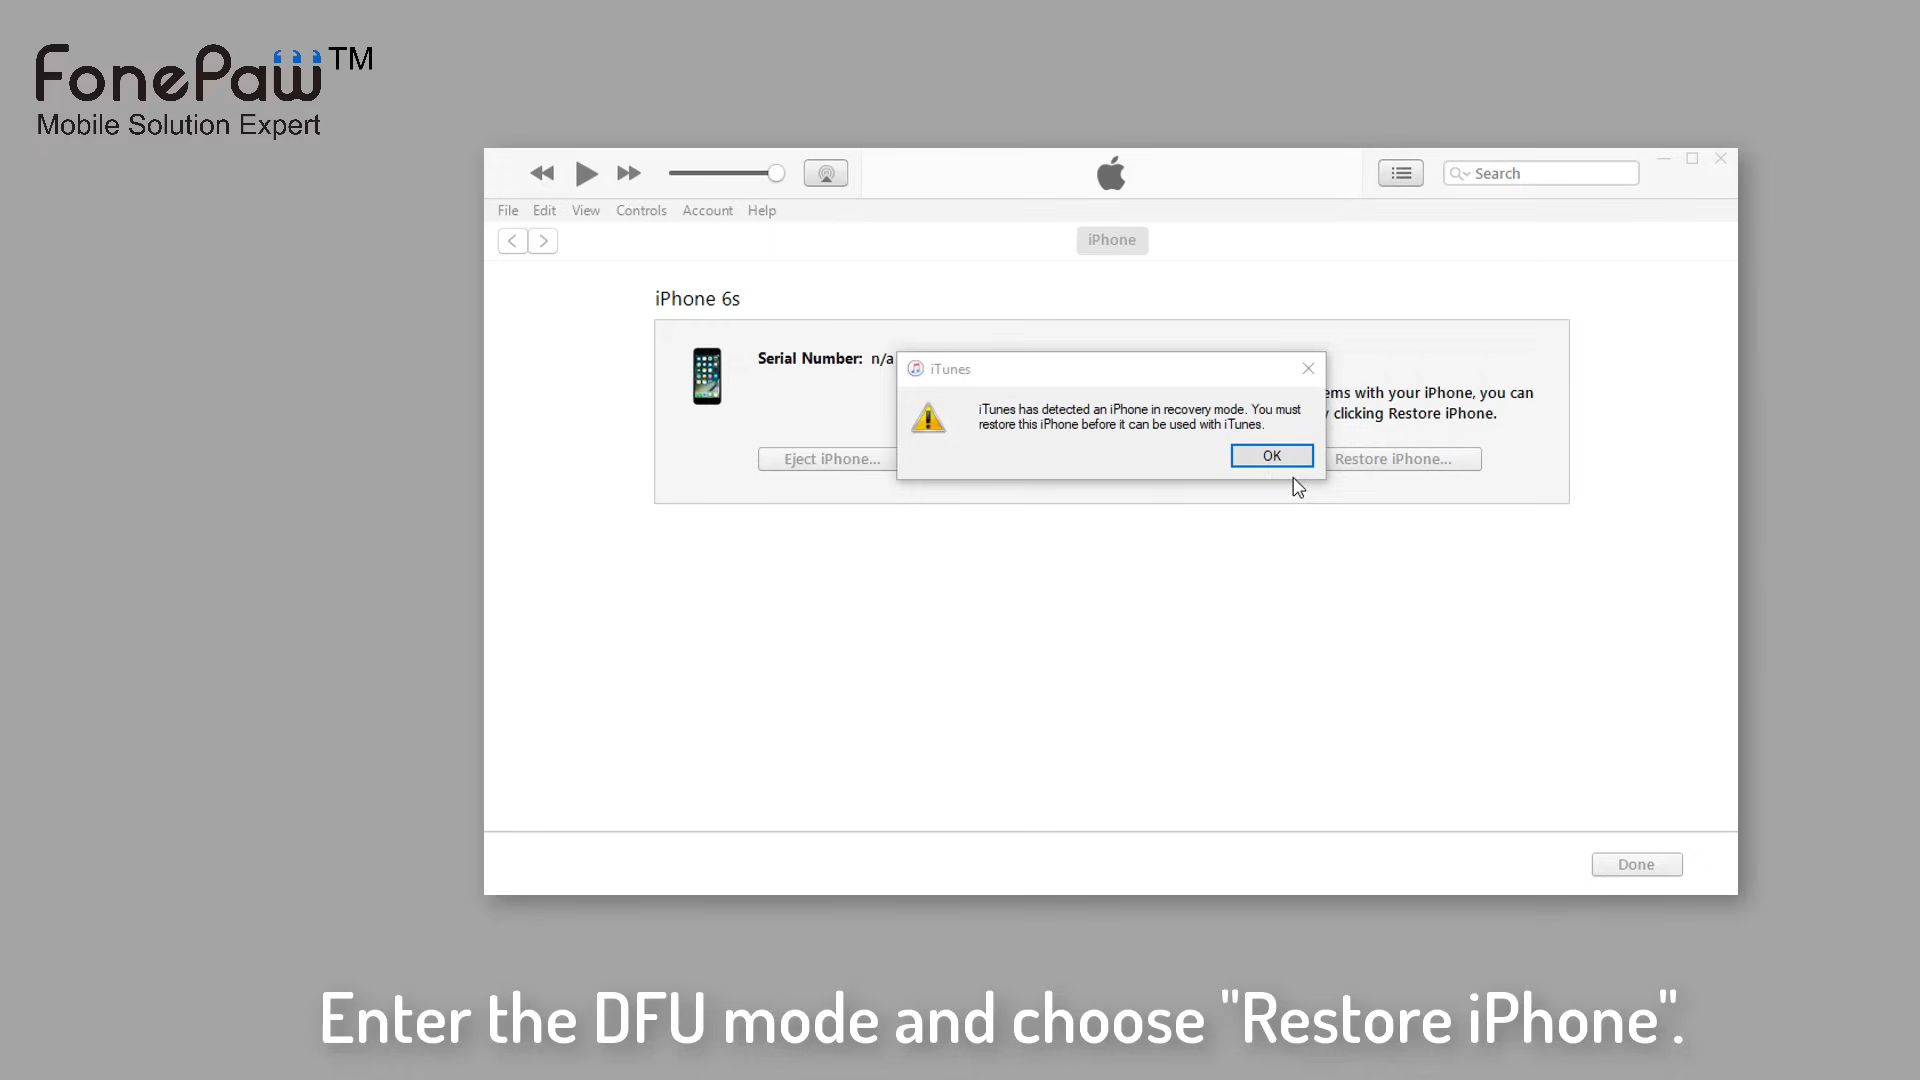 FonePaw™
Mobile Solution Expert
Search
File Edit View Controls Account Help
iPhone
iPhone 6s
Serial Number: n/a
iTunes
iTunes has detected an iPhone in recovery mode. You must
restore this iPhone before it can be used with iTunes.
OK
ems with your iPhone, you can
clicking Restore iPhone.
Eject iPhone...
Restore iPhone...
Done
Enter the DFU mode and choose "Restore iPhone".